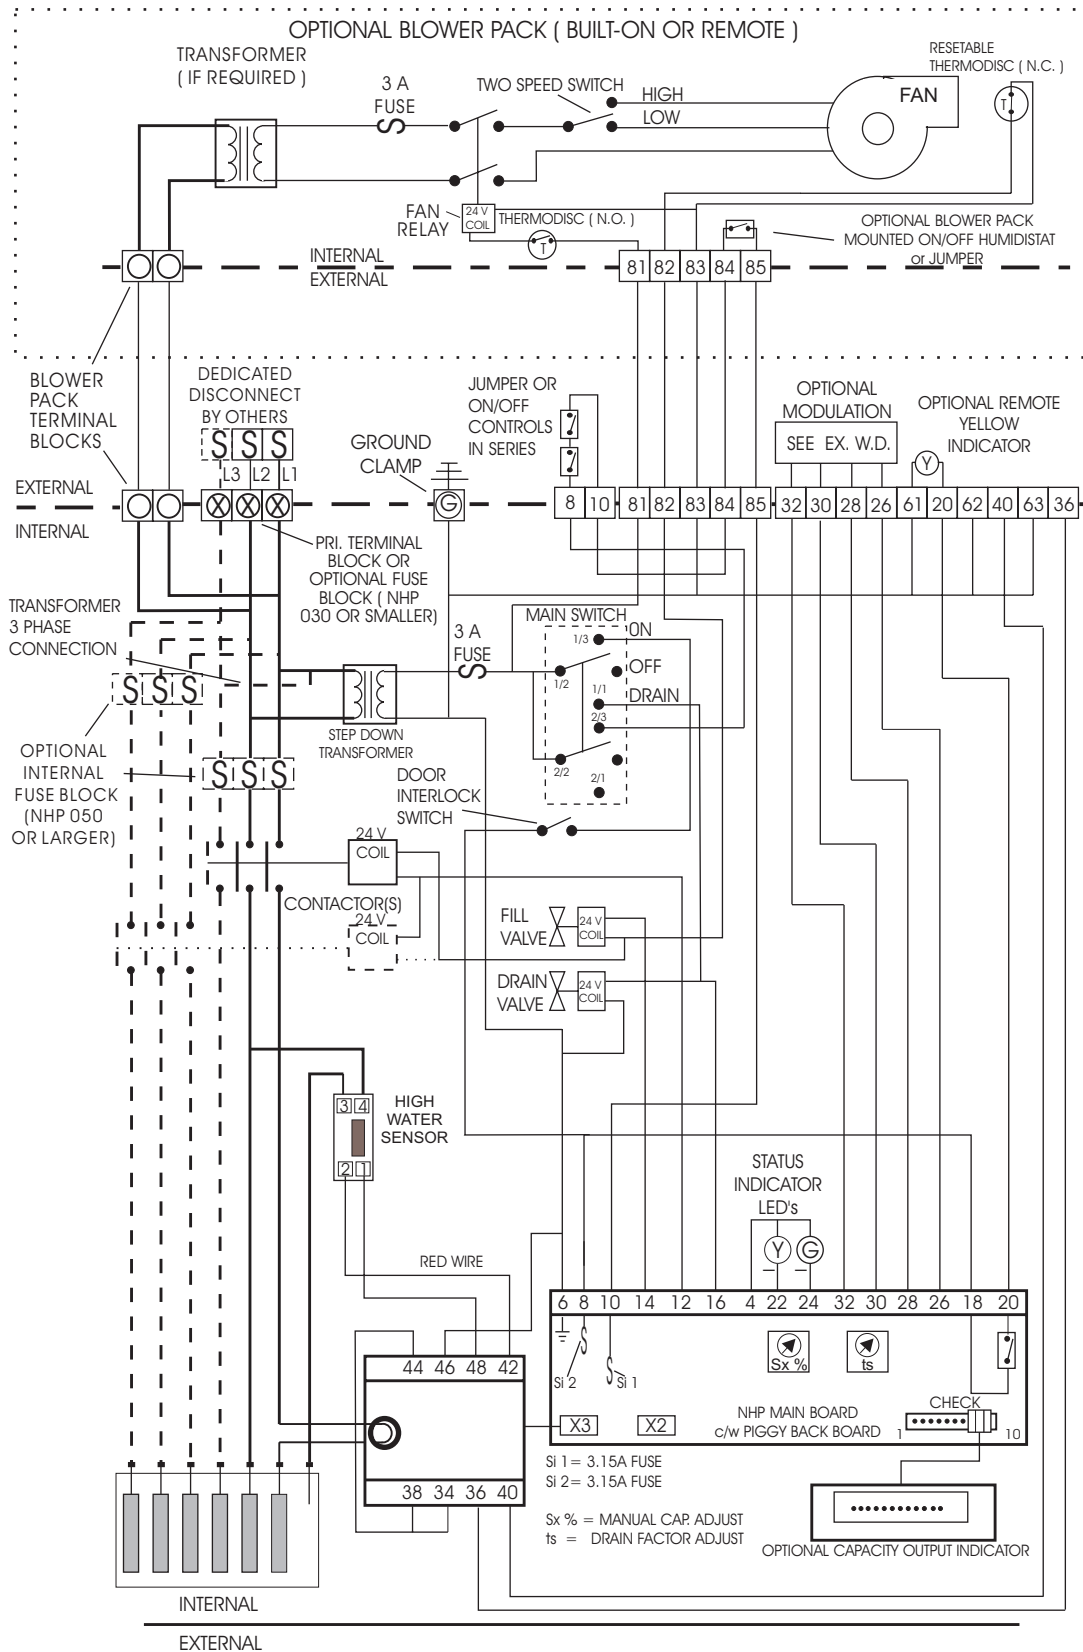 OPTIONAL BLOWER PACK ( BUILT-ON OR REMOTE )
TRANSFORMER
( IF REQUIRED )
3 A
FUSE
TWO SPEED SWITCH
HIGH
LOW
FAN
RESETABLE
THERMODISC ( N.C. )
T
FAN
RELAY
24 V
COIL
THERMODISC ( N.O. )
T
OPTIONAL BLOWER PACK
MOUNTED ON/OFF HUMIDISTAT
or JUMPER
INTERNAL
EXTERNAL
81 82 83 84 85
BLOWER
PACK
TERMINAL
BLOCKS
DEDICATED
DISCONNECT
BY OTHERS
S S S
L3 L2 L1
GROUND
CLAMP
G
JUMPER OR
ON/OFF
CONTROLS
IN SERIES
OPTIONAL
MODULATION
SEE EX. W.D.
OPTIONAL REMOTE
YELLOW
INDICATOR
Y
EXTERNAL
INTERNAL
X X X
8 10 81 82 83 84 85 32 30 28 26 61 20 62 40 63 36
PRI. TERMINAL
BLOCK OR
OPTIONAL FUSE
BLOCK ( NHP
030 OR SMALLER)
TRANSFORMER
3 PHASE
CONNECTION
S S S
3 A
FUSE
MAIN SWITCH
1/3
ON
OFF
1/2
1/1
DRAIN
2/3
2/2
2/1
STEP DOWN
TRANSFORMER
OPTIONAL
INTERNAL
FUSE BLOCK
(NHP 050
OR LARGER)
S S S
DOOR
INTERLOCK
SWITCH
24 V
COIL
CONTACTOR(S)
24 V
COIL
FILL
VALVE
24 V
COIL
DRAIN
VALVE
24 V
COIL
3 4
2 1
HIGH
WATER
SENSOR
RED WIRE
STATUS
INDICATOR
LED's
Y G
6 8 10 14 12 16 4 22 24 32 30 28 26 18 20
Si 2
Si 1
Sx %
ts
44 46 48 42
X3
X2
NHP MAIN BOARD
c/w PIGGY BACK BOARD
CHECK
1
10
38 34 36 40
Si 1 = 3.15A FUSE
Si 2 = 3.15A FUSE
Sx % = MANUAL CAP. ADJUST
ts = DRAIN FACTOR ADJUST
OPTIONAL CAPACITY OUTPUT INDICATOR
INTERNAL
EXTERNAL